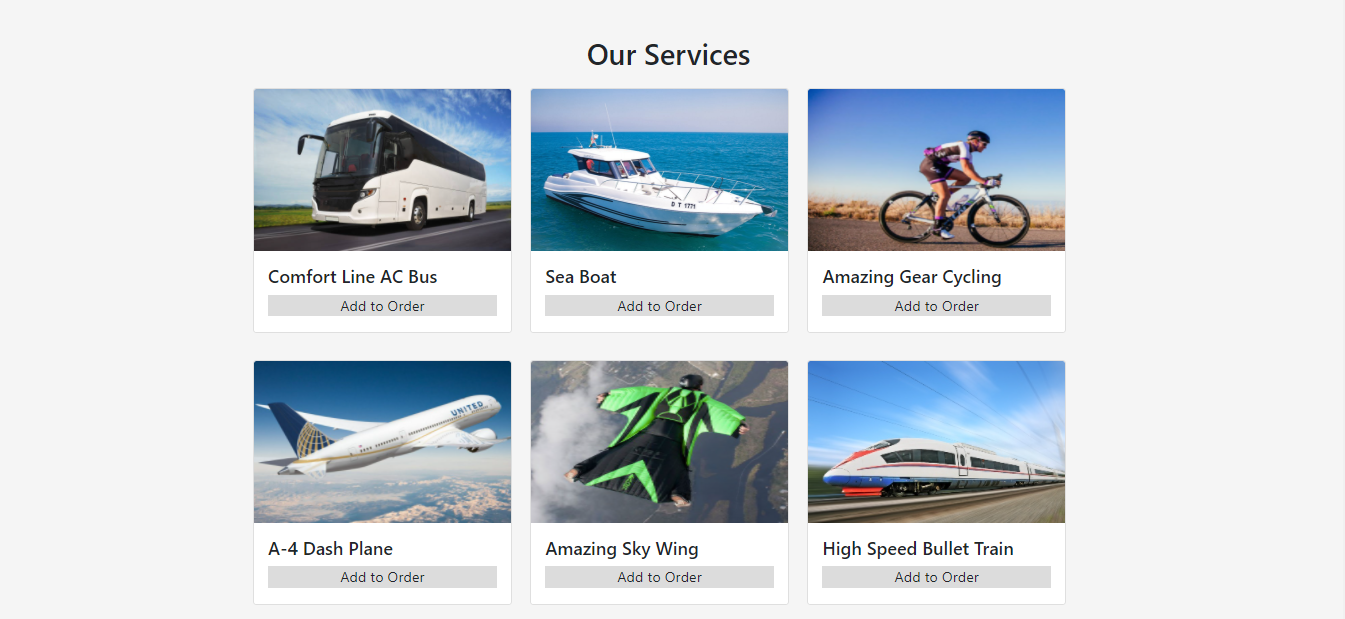 Our Services
D T 1771
Comfort Line AC Bus
Sea Boat
Amazing Gear Cycling
Add to Order
Add to Order
Add to Order
UNITED
A-4 Dash Plane
Amazing Sky Wing
High Speed Bullet Train
Add to Order
Add to Order
Add to Order